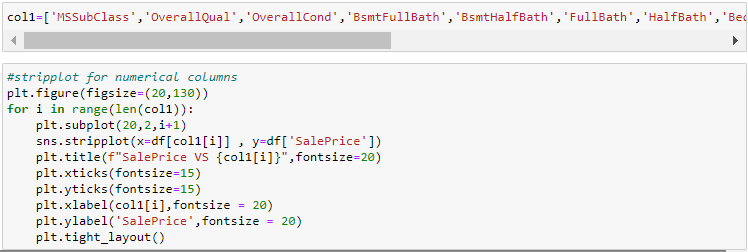 col1=['MSSubClass','OverallQual','OverallCond','BsmtFullBath','BsmtHalfBath','FullBath','HalfBath','Bed
#stripplot for numerical columns
plt.figure(figsize=(20,130))
for i in range(len(col1)):
    plt.subplot(20,2,i+1)
    sns.stripplot(x=df[col1[i]] , y=df['SalePrice'])
    plt.title(f"SalePrice VS {col1[i]}",fontsize=20)
    plt.xticks(fontsize=15)
    plt.yticks(fontsize=15)
    plt.xlabel(col1[i],fontsize = 20)
    plt.ylabel('SalePrice',fontsize = 20)
    plt.tight_layout()